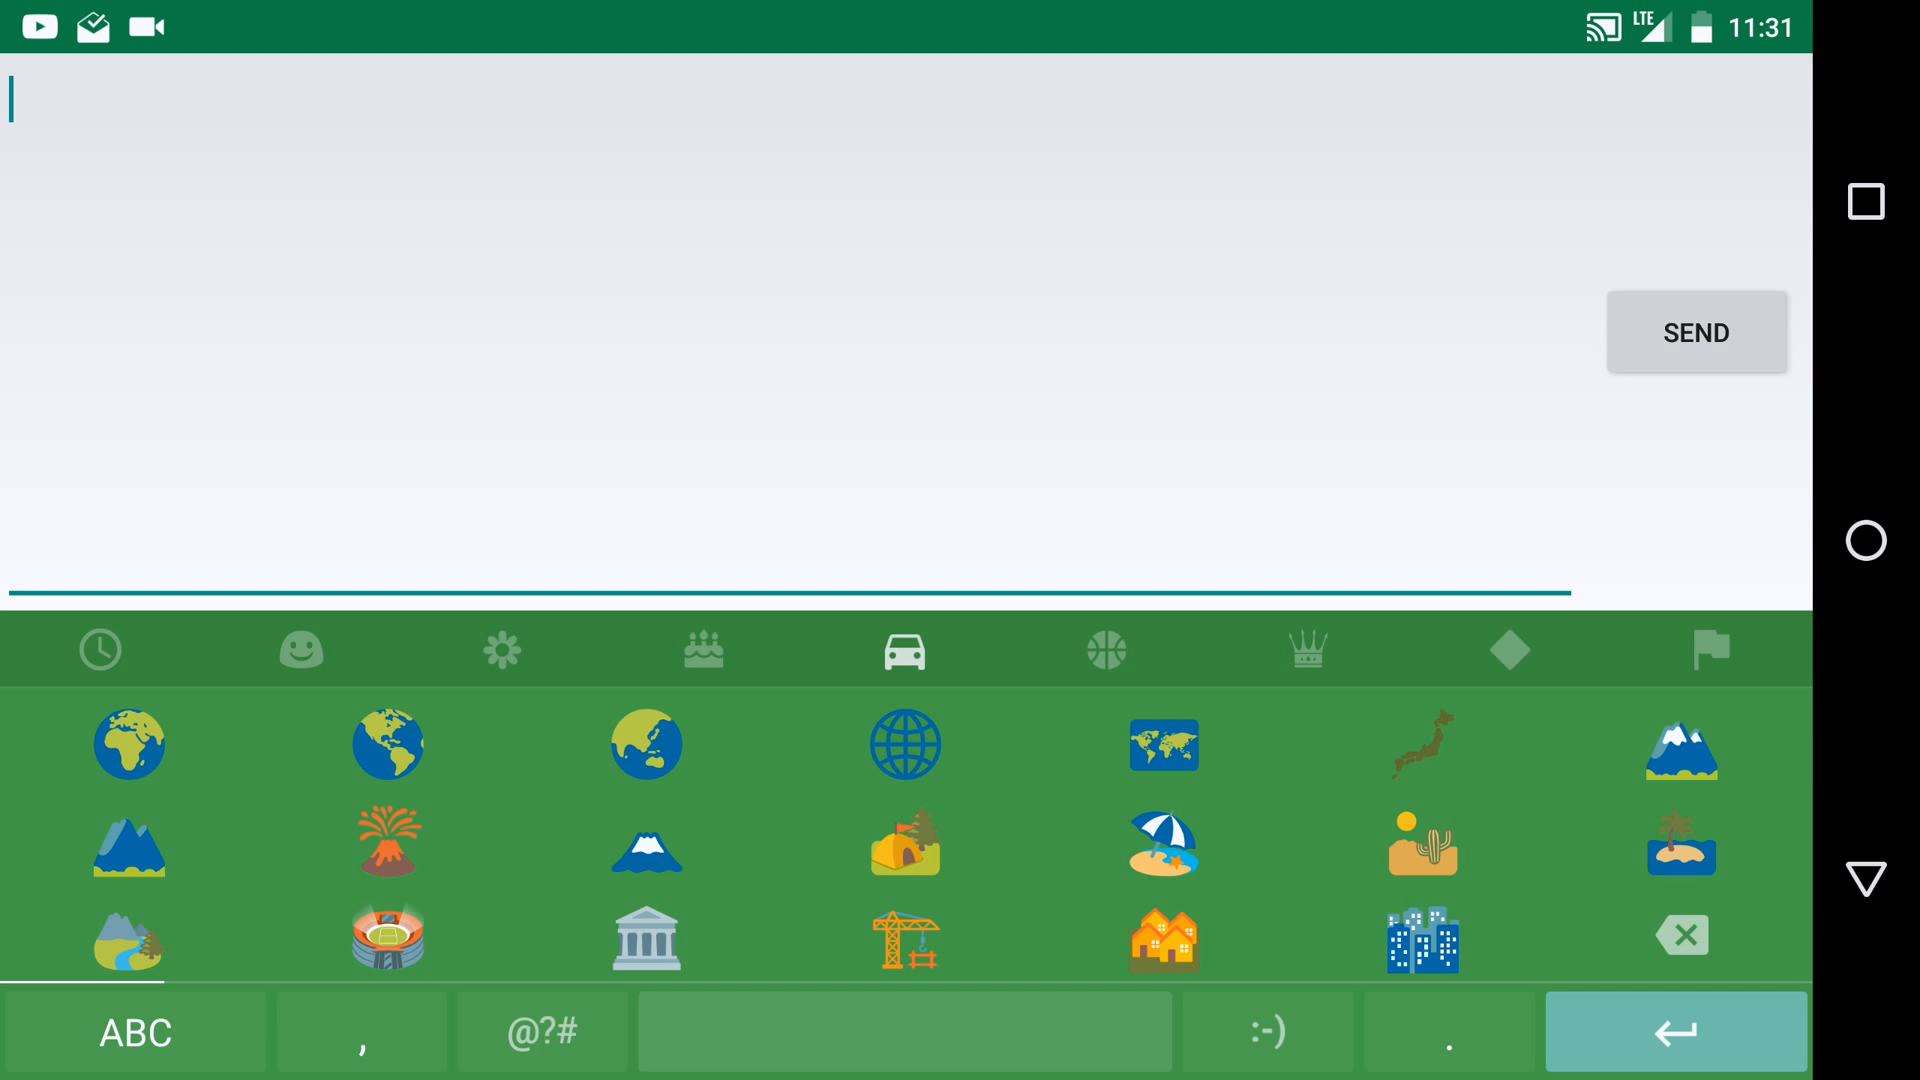 LTE 11:31
SEND
ABC , @?# :-) .